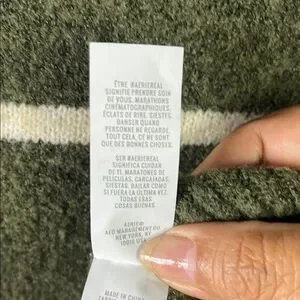 ÊTRE #AERIEREAL
SIGNIFIE PRENDRE SOIN
DE VOUS. MARATHONS
CINÉMATOGRAPHIQUES,
ÉCLATS DE RIRE, SIESTES,
DANSER QUAND
PERSONNE NE REGARDE,
TOUT CELA, CE NE SONT
QUE DES BONNES CHOSES.
SER #AERIEREAL
SIGNIFICA CUIDAR
DE TI. MARATONES DE
PELÍCULAS, CARCAJADAS,
SIESTAS, BAILAR COMO
SI FUERA LA ÚLTIMA VEZ.
TODAS ESAS
COSAS BUENAS.
AERIE®
AEO MANAGEMENT CO.
NEW YORK, NY
10018 USA
MADE IN CHINA